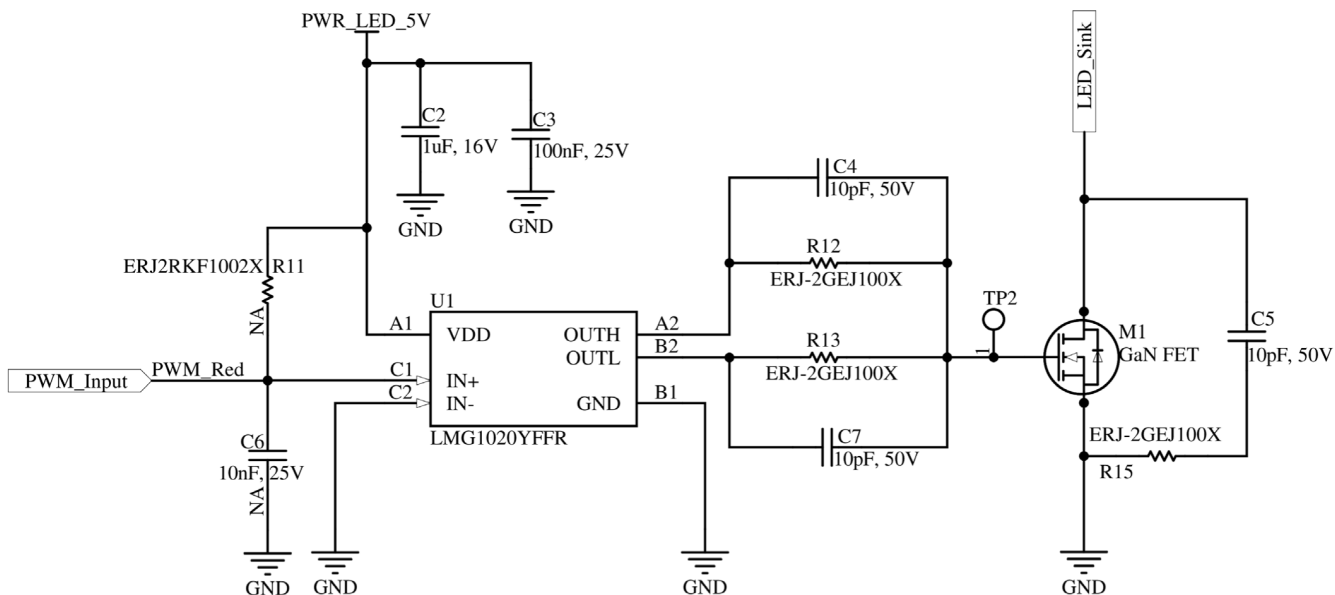 PWR_LED_5V
LED_Sink
C2
1uF, 16V
C3
100nF, 25V
GND
GND
C4
10pF, 50V
ERJ2RKF1002X R11
NA
R12
ERJ-2GEJ100X
U1
A1
VDD
OUTH
A2
OUTL
B2
R13
ERJ-2GEJ100X
TP2
1
M1
GaN FET
C5
10pF, 50V
PWM_Input
PWM_Red
C1
IN+
C2
IN-
GND
B1
LMG1020YFFR
C7
10pF, 50V
C6
10nF, 25V
NA
ERJ-2GEJ100X
R15
GND
GND
GND
GND